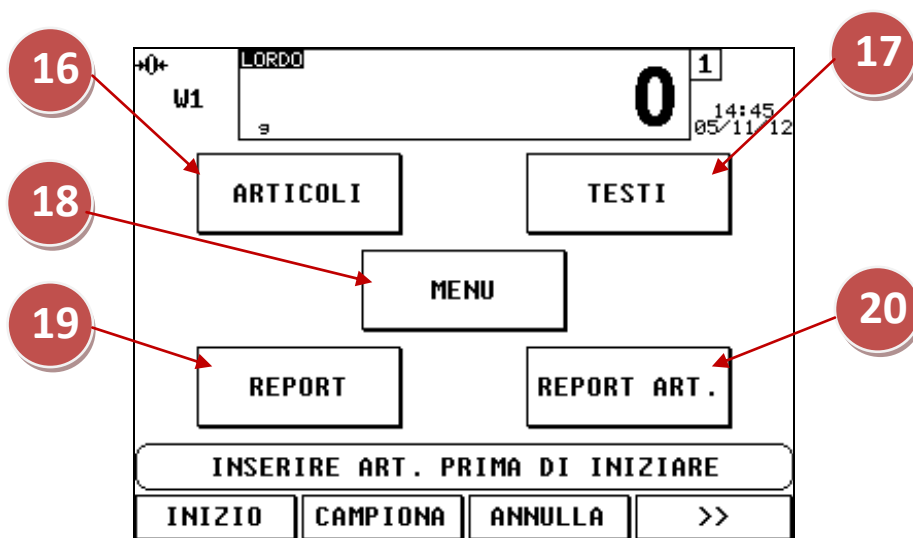 16
17
→0←
LORDO
1
W1
0
14:45
g
05/11/12
ARTICOLI
TESTI
18
MENU
19
20
REPORT
REPORT ART.
INSERIRE ART. PRIMA DI INIZIARE
INIZIO
CAMPIONA
ANNULLA
>>